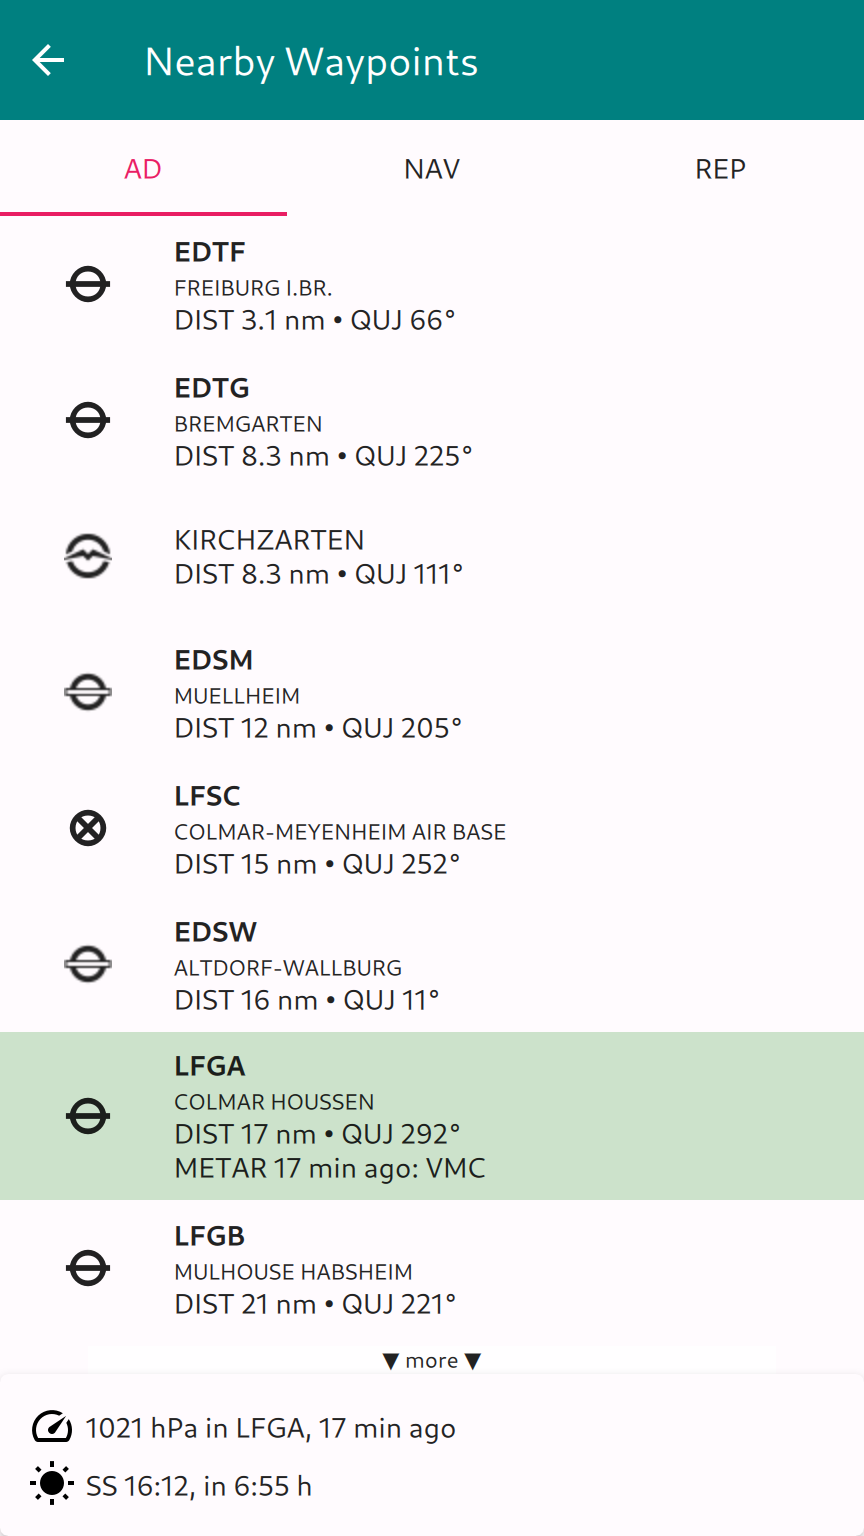 Nearby Waypoints
AD NAV REP
EDTF
FREIBURG I.BR.
DIST 3.1 nm • QUJ 66°
EDTG
BREMGARTEN
DIST 8.3 nm • QUJ 225°
KIRCHZARTEN
DIST 8.3 nm • QUJ 111°
EDSM
MUELLHEIM
DIST 12 nm • QUJ 205°
LFSC
COLMAR-MEYENHEIM AIR BASE
DIST 15 nm • QUJ 252°
EDSW
ALTDORF-WALLBURG
DIST 16 nm • QUJ 11°
LFGA
COLMAR HOUSSEN
DIST 17 nm • QUJ 292°
METAR 17 min ago: VMC
LFGB
MULHOUSE HABSHEIM
DIST 21 nm • QUJ 221°
▼ more ▼
1021 hPa in LFGA, 17 min ago
SS 16:12, in 6:55 h